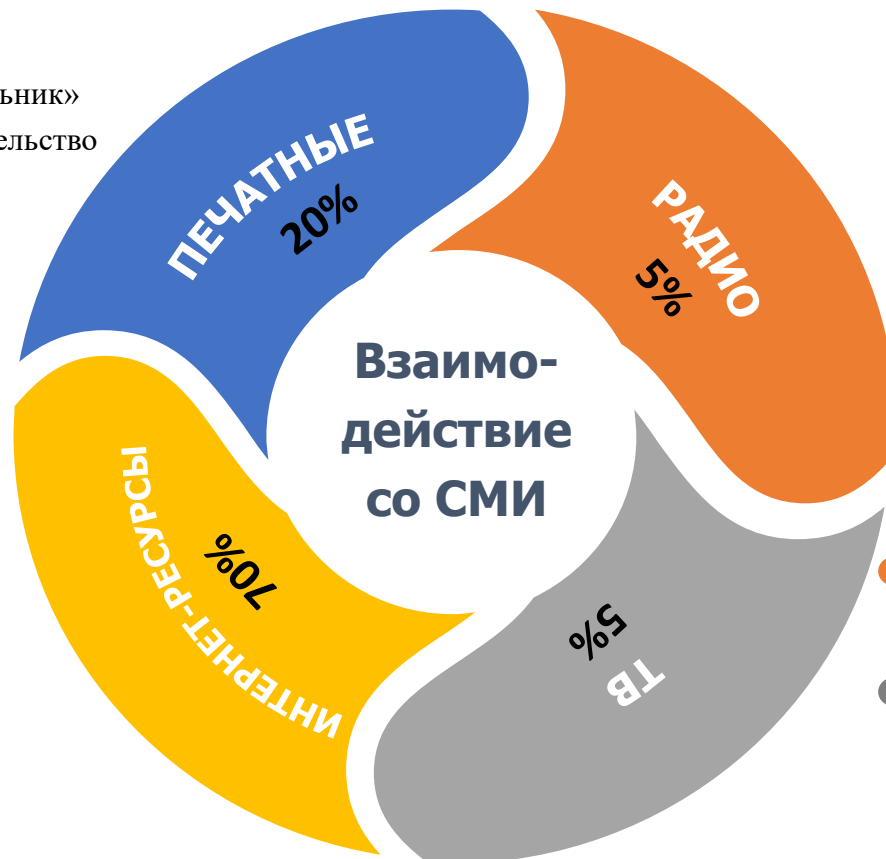 ьник»
ельство
ПЕЧАТНЫЕ
20%
РАДИО
5%
Взаимо-
действие
со СМИ
ИНТЕРНЕТ-РЕСУРСЫ
70%
5%
ТВ